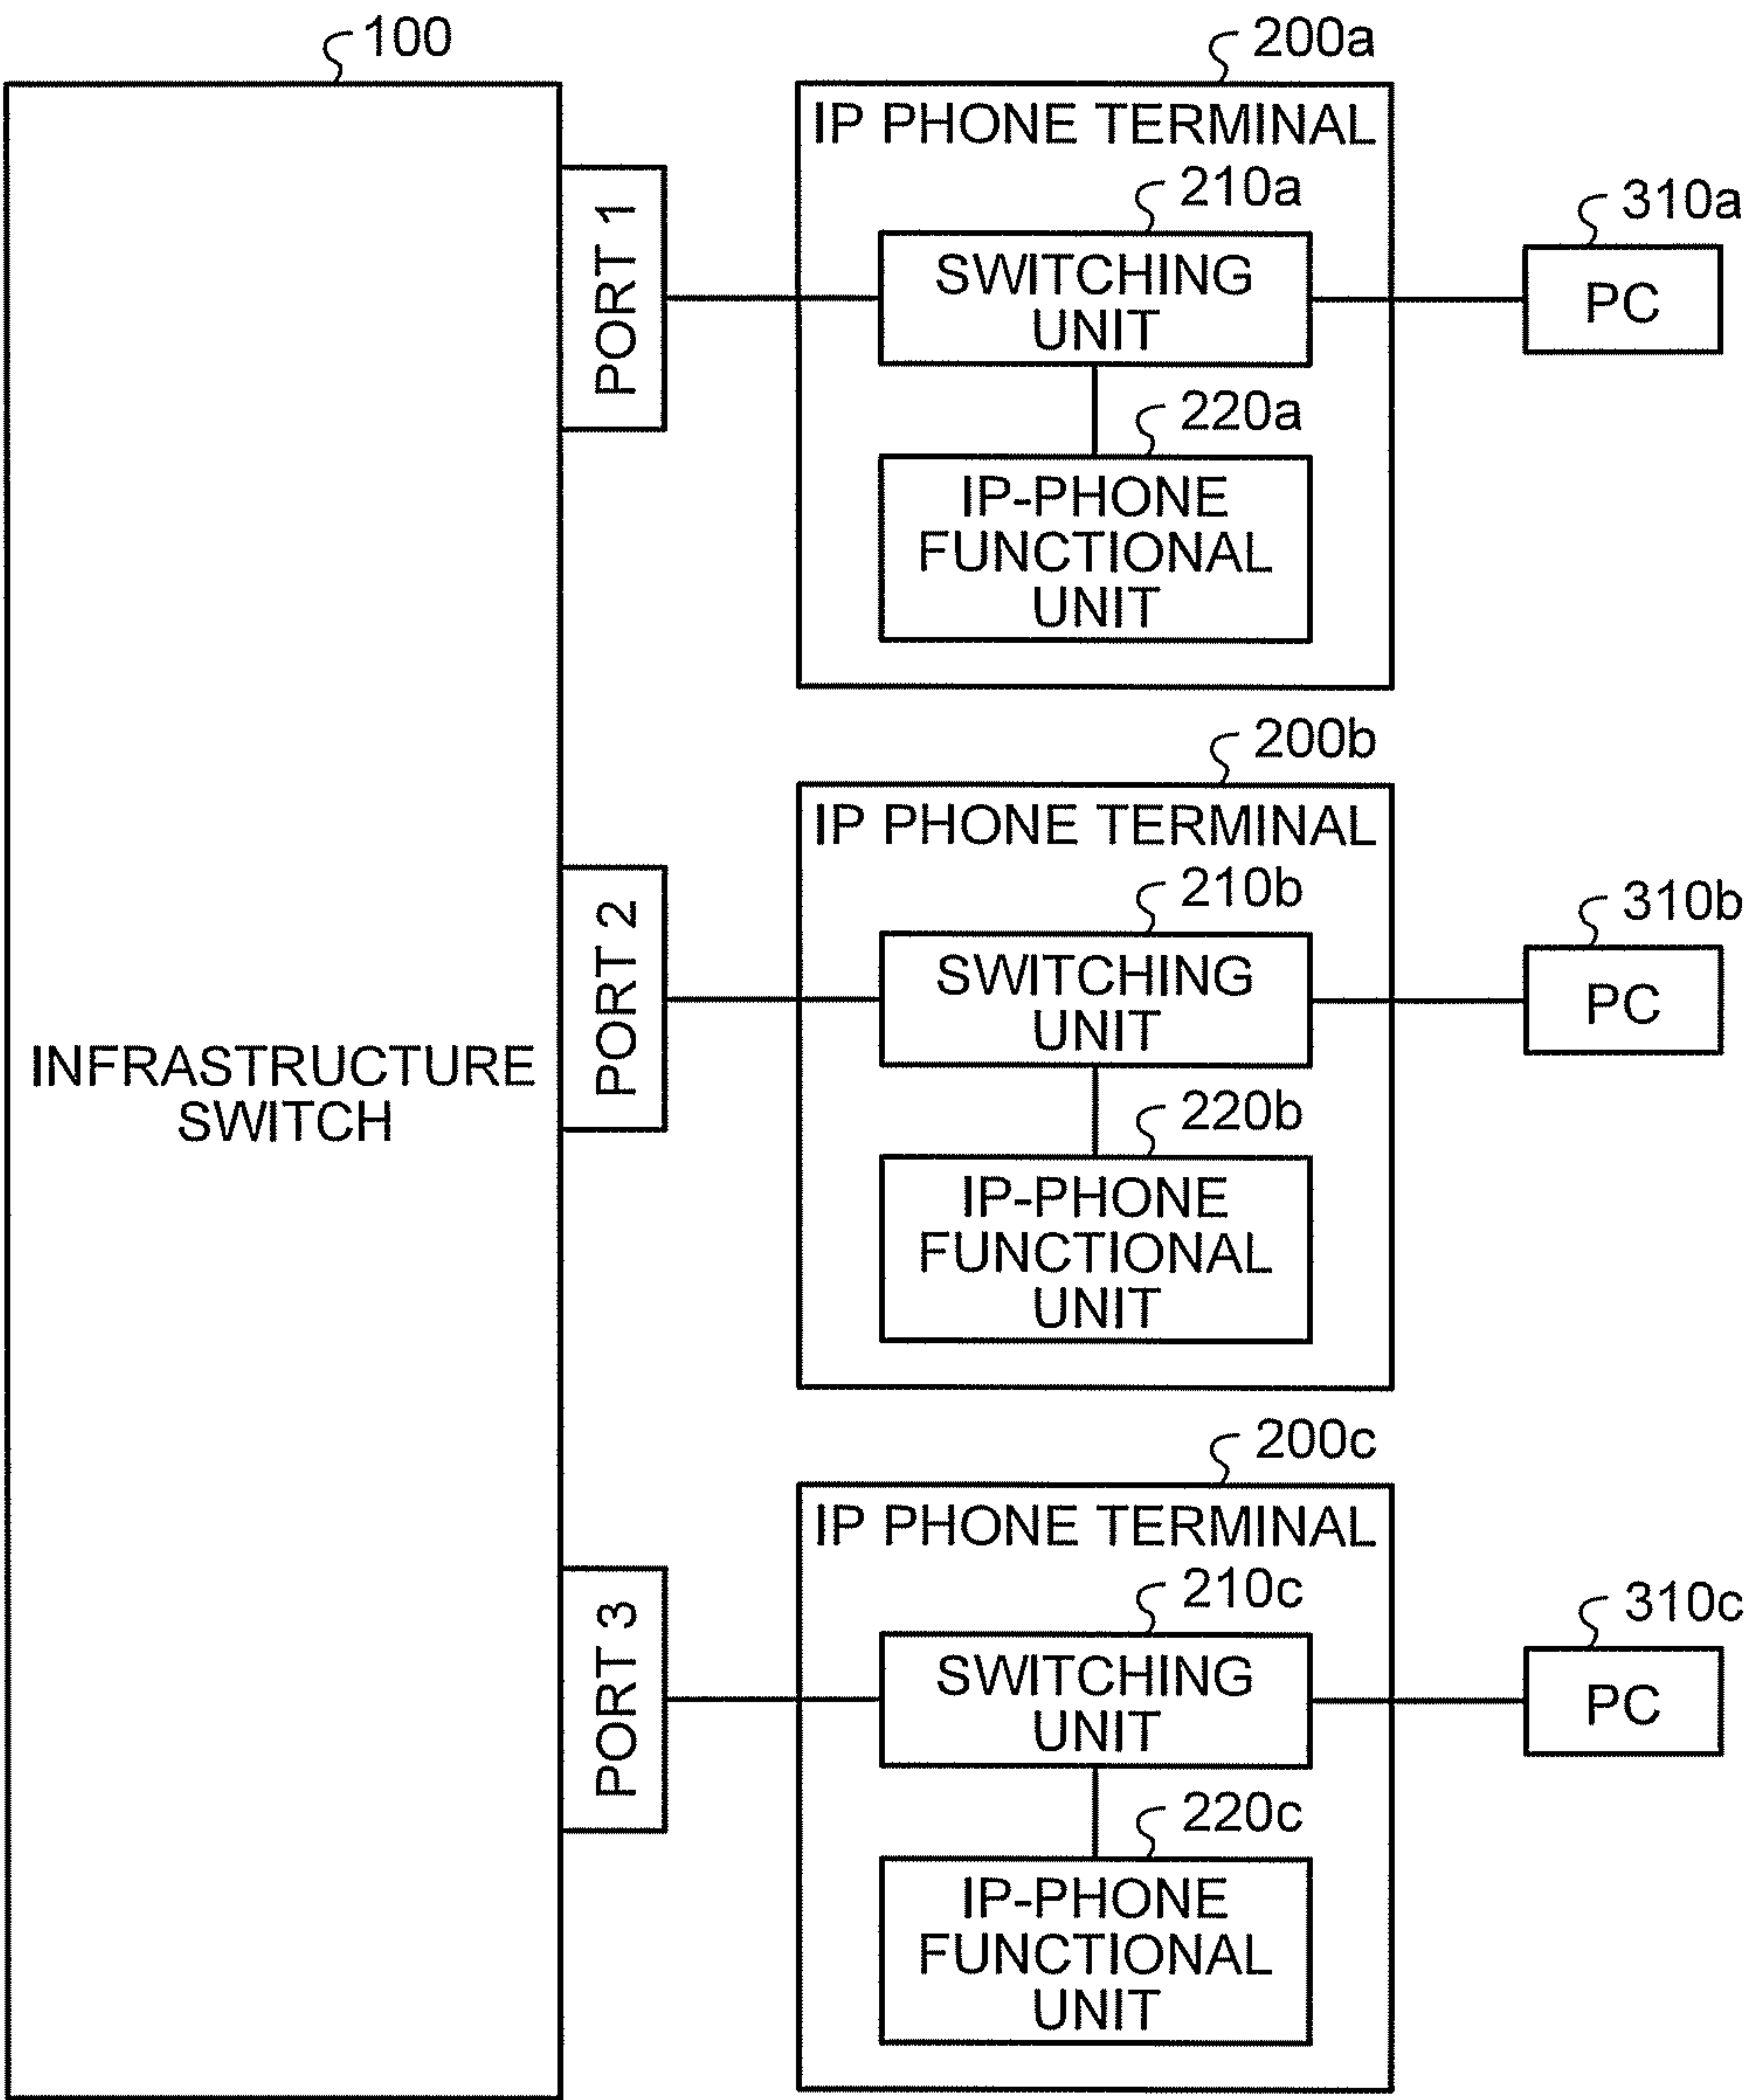 100
200a
IP PHONE TERMINAL
210a
310a
PORT 1
SWITCHING
UNIT
PC
220a
IP-PHONE
FUNCTIONAL
UNIT
200b
IP PHONE TERMINAL
210b
310b
INFRASTRUCTURE
SWITCH
PORT 2
SWITCHING
UNIT
PC
220b
IP-PHONE
FUNCTIONAL
UNIT
200c
IP PHONE TERMINAL
210c
310c
PORT 3
SWITCHING
UNIT
PC
220c
IP-PHONE
FUNCTIONAL
UNIT